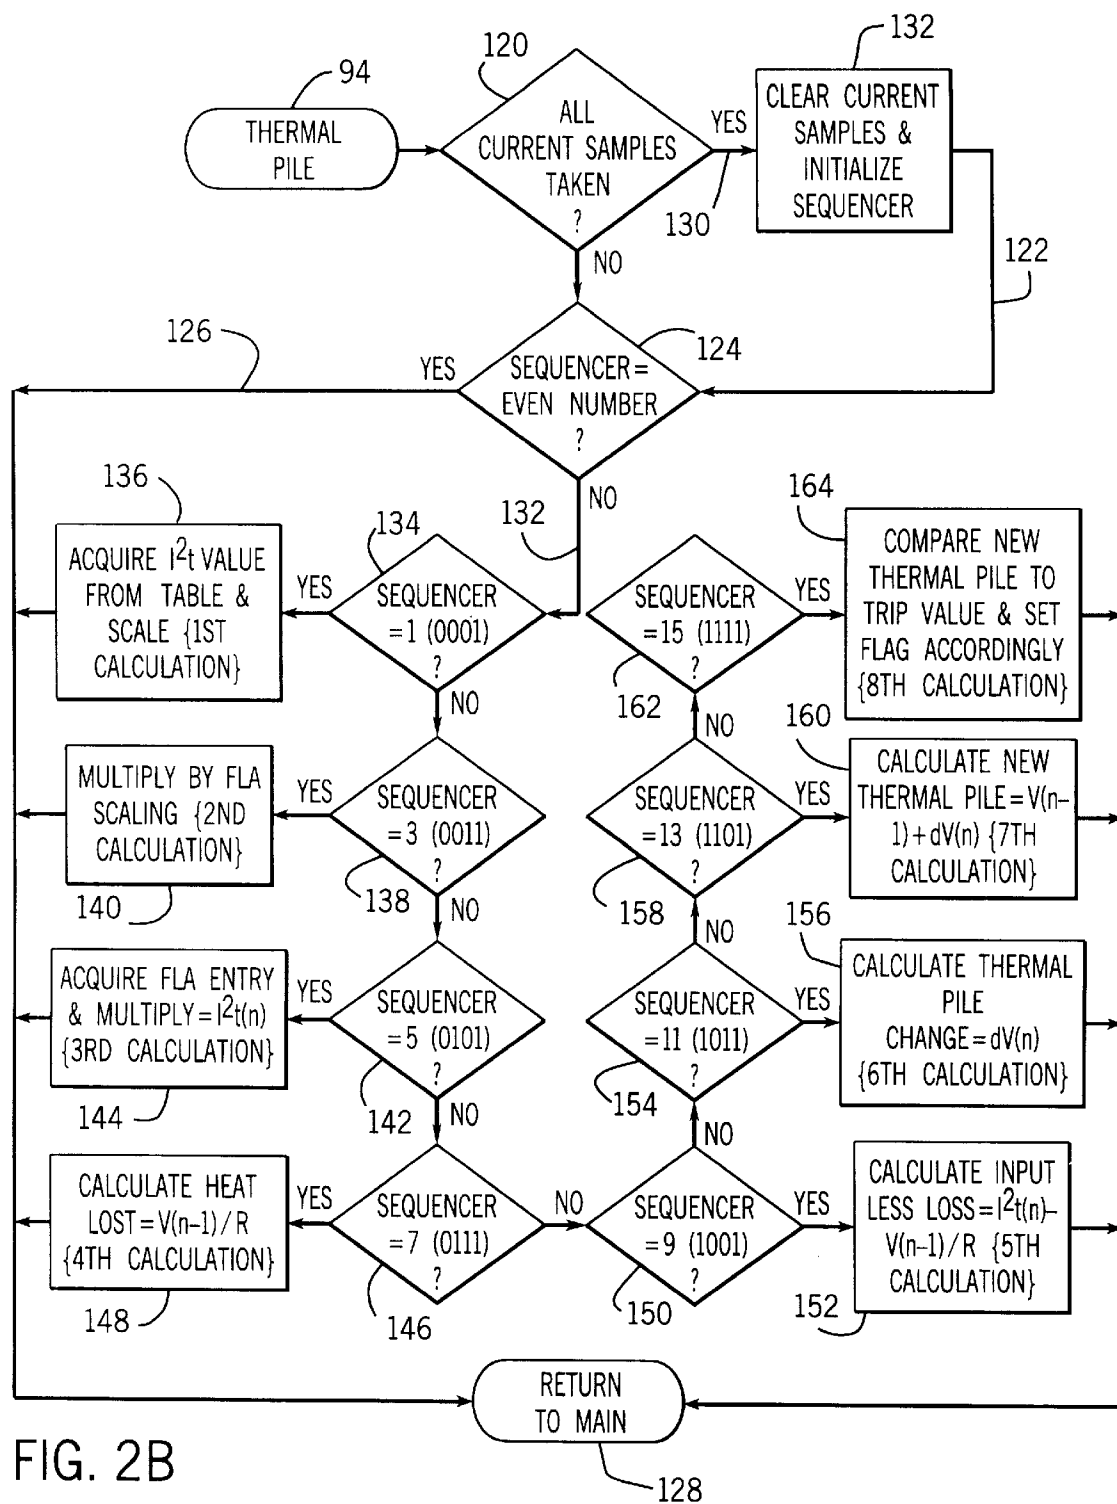 120
132
94
THERMAL
PILE
ALL
CURRENT SAMPLES
TAKEN
?
YES
130
CLEAR CURRENT
SAMPLES &
INITIALIZE
SEQUENCER
NO
122
126
YES
SEQUENCER=
EVEN NUMBER
?
124
NO
132
136
ACQUIRE I²t VALUE
FROM TABLE &
SCALE {1ST
CALCULATION}
YES
134
SEQUENCER
=1 (0001)
?
NO
SEQUENCER
=15 (1111)
?
162
YES
164
COMPARE NEW
THERMAL PILE TO
TRIP VALUE & SET
FLAG ACCORDINGLY
{8TH CALCULATION}
NO
MULTIPLY BY FLA
SCALING {2ND
CALCULATION}
140
YES
SEQUENCER
=3 (0011)
?
138
NO
SEQUENCER
=13 (1101)
?
158
YES
160
CALCULATE NEW
THERMAL PILE=V(n-
1)+dV(n) {7TH
CALCULATION}
NO
ACQUIRE FLA ENTRY
& MULTIPLY=I²t(n)
{3RD CALCULATION}
144
YES
SEQUENCER
=5 (0101)
?
142
NO
SEQUENCER
=11 (1011)
?
154
YES
156
CALCULATE THERMAL
PILE
CHANGE=dV(n)
{6TH CALCULATION}
NO
CALCULATE HEAT
LOST=V(n-1)/R
{4TH CALCULATION}
148
YES
SEQUENCER
=7 (0111)
?
146
NO
SEQUENCER
=9 (1001)
?
150
YES
CALCULATE INPUT
LESS LOSS=I²t(n)-
V(n-1)/R {5TH
CALCULATION}
152
RETURN
TO MAIN
128
FIG. 2B